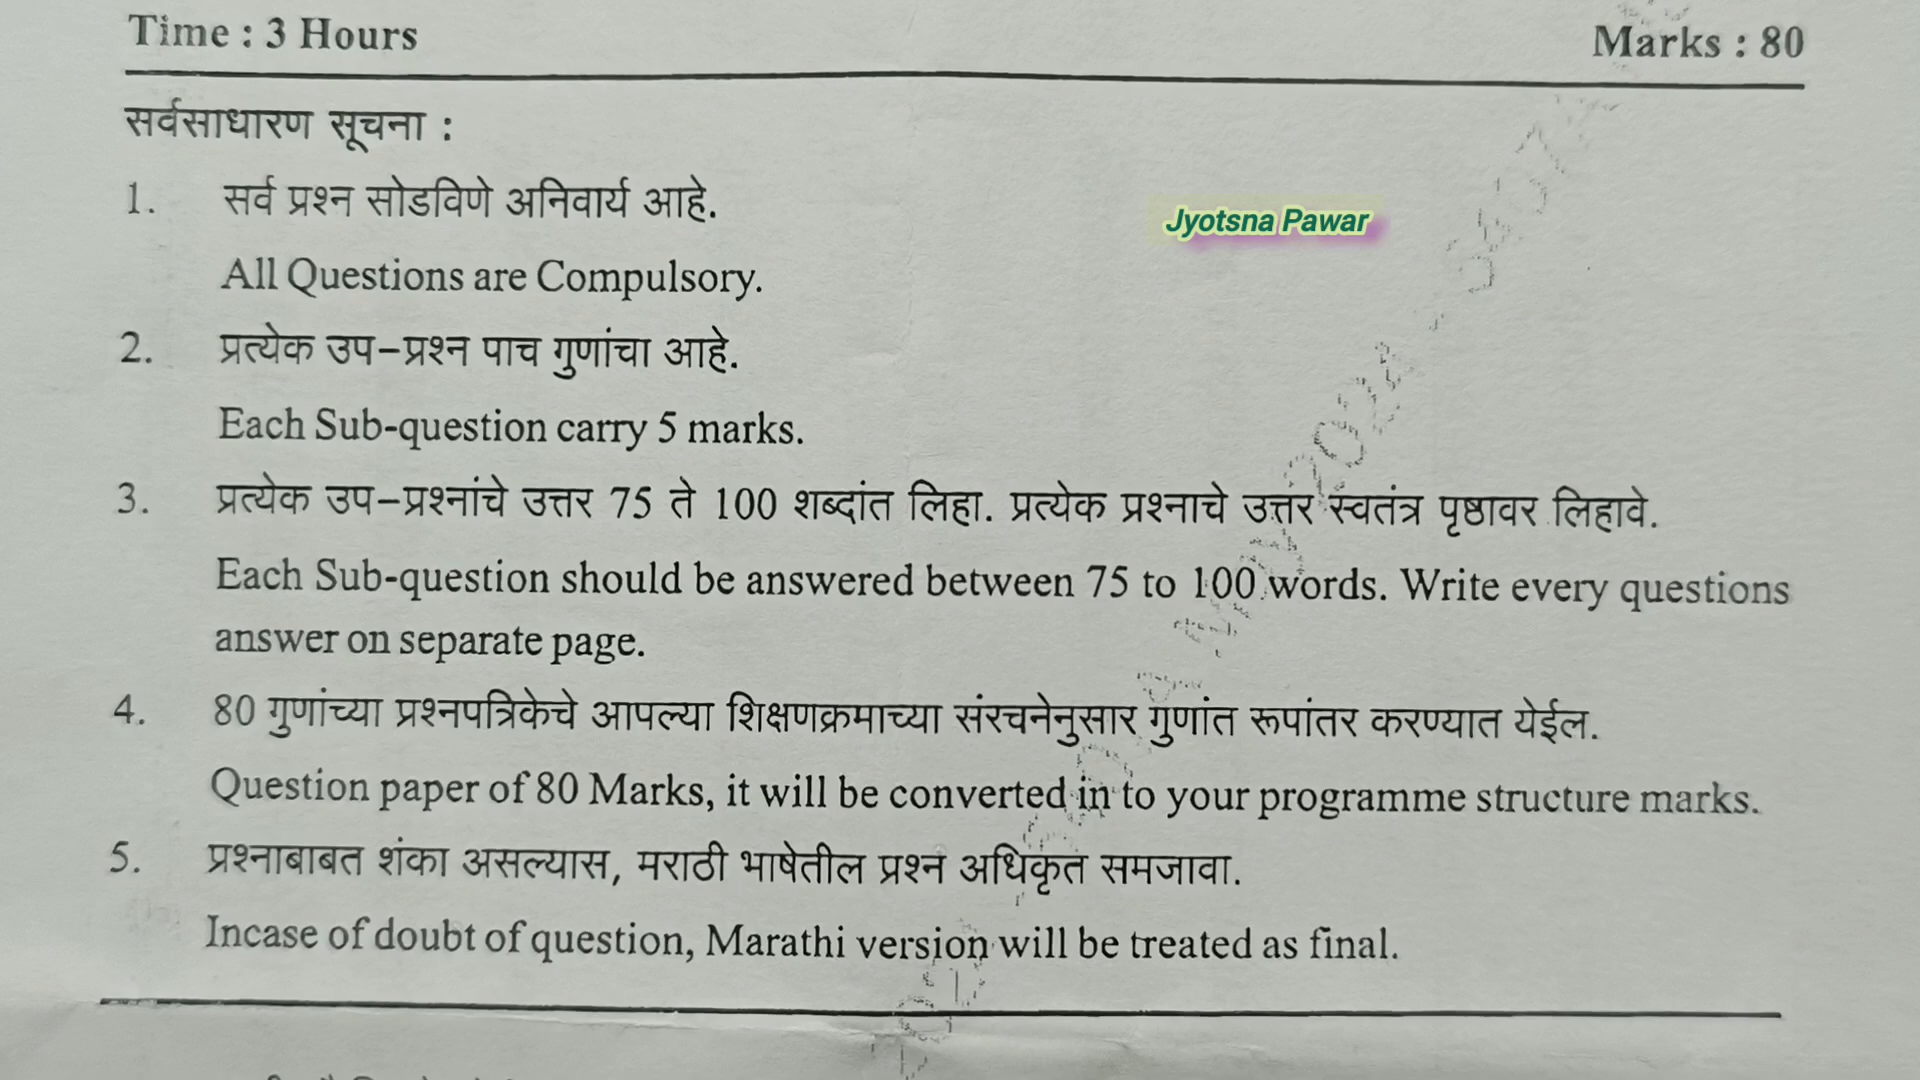 Time : 3 Hours
Marks : 80
सर्वसाधारण सूचना :
1. सर्व प्रश्न सोडविणे अनिवार्य आहे.
Jyotsna Pawar
All Questions are Compulsory.
2. प्रत्येक उप-प्रश्न पाच गुणांचा आहे.
Each Sub-question carry 5 marks.
3. प्रत्येक उप-प्रश्नांचे उत्तर 75 ते 100 शब्दांत लिहा. प्रत्येक प्रश्नाचे उत्तर स्वतंत्र पृष्ठावर लिहावे.
Each Sub-question should be answered between 75 to 100 words. Write every questions
answer on separate page.
4. 80 गुणांच्या प्रश्नपत्रिकेचे आपल्या शिक्षणक्रमाच्या संरचनेनुसार गुणांत रूपांतर करण्यात येईल.
Question paper of 80 Marks, it will be converted in to your programme structure marks.
5. प्रश्नाबाबत शंका असल्यास, मराठी भाषेतील प्रश्न अधिकृत समजावा.
Incase of doubt of question, Marathi version will be treated as final.